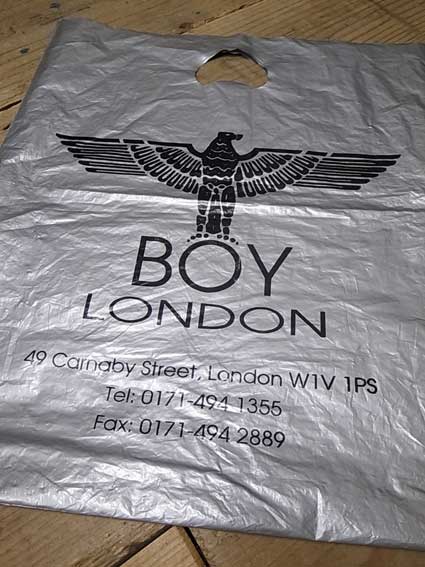 BOY
LONDON
49 Carnaby Street, London W1V 1PS
Tel: 0171-494 1355
Fax: 0171-494 2889